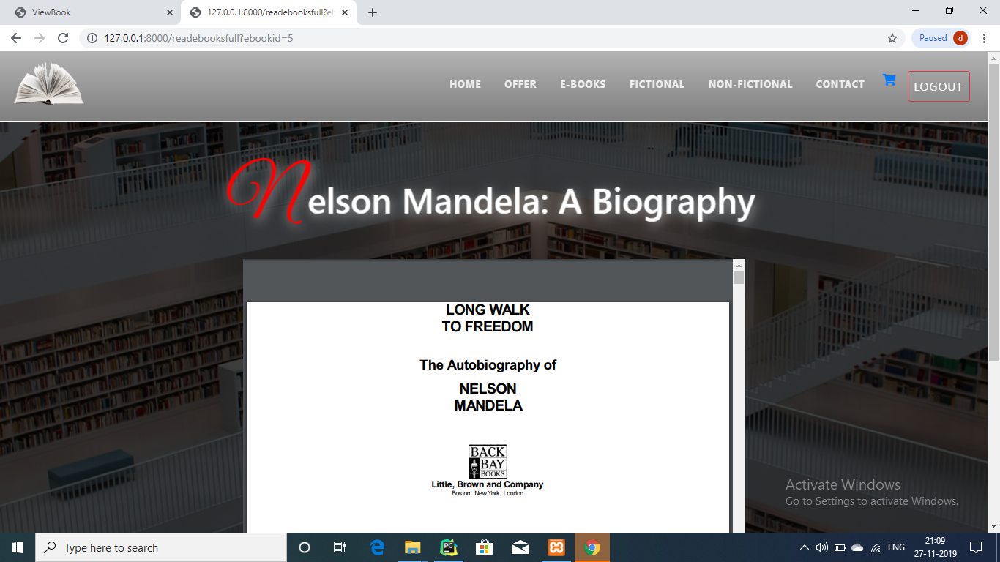 ViewBook
127.0.0.1:8000/readebooksfull?eb
127.0.0.1:8000/readebooksfull?ebookid=5
Paused
d
HOME
OFFER
E-BOOKS
FICTIONAL
NON-FICTIONAL
CONTACT
LOGOUT
Nelson Mandela: A Biography
LONG WALK
TO FREEDOM
The Autobiography of
NELSON
MANDELA
BACK
BAY
BOOKS
Little, Brown and Company
Boston New York London
Activate Windows
Go to Settings to activate Windows.
Type here to search
PC
ENG
21:09
27-11-2019